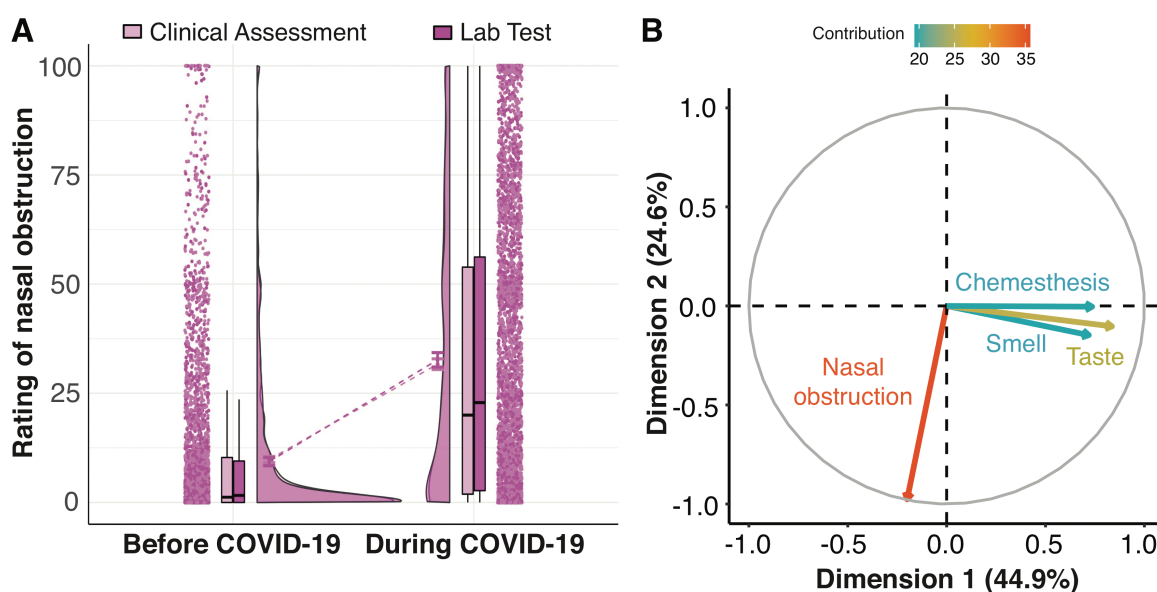 A
Clinical Assessment
Lab Test
Rating of nasal obstruction
100
75
50
25
0
Before COVID-19
During COVID-19
B
Contribution
20 25 30 35
Dimension 2 (24.6%)
1.0
0.5
0.0
-0.5
-1.0
Chemesthesis
Smell
Taste
Nasal
obstruction
-1.0 -0.5 0.0 0.5 1.0
Dimension 1 (44.9%)